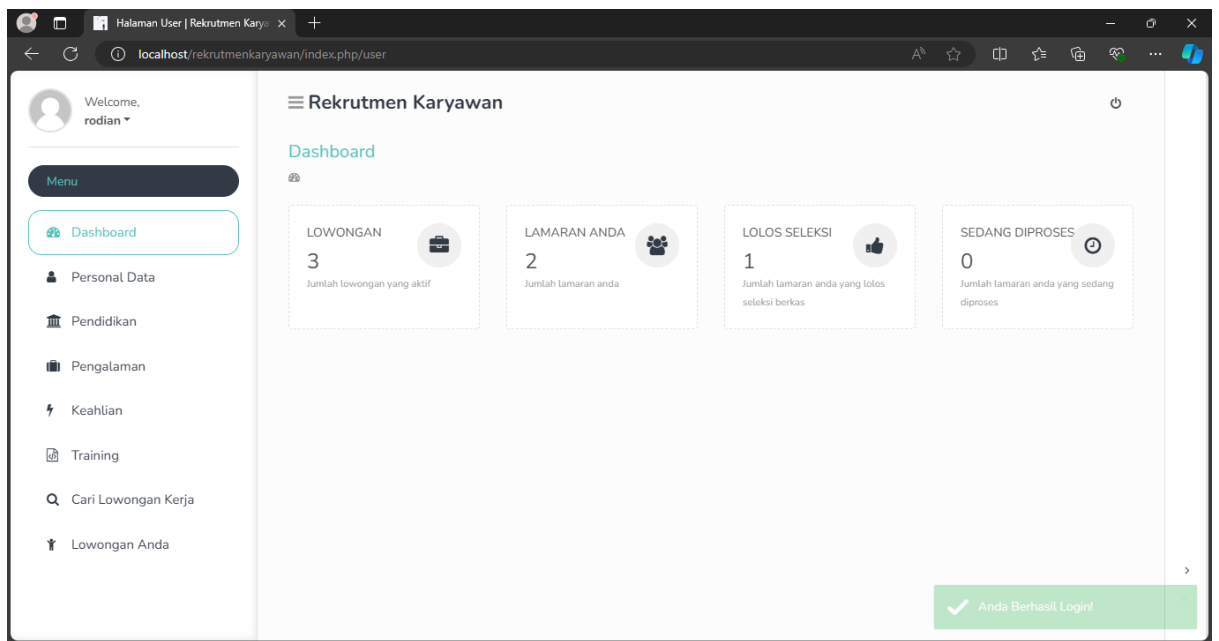 Halaman User | Rekrutmen Karya
localhost/rekrutmenkaryawan/index.php/user
Welcome,
rodian
Menu
Dashboard
Personal Data
Pendidikan
Pengalaman
Keahlian
Training
Cari Lowongan Kerja
Lowongan Anda
Rekrutmen Karyawan
Dashboard
LOWONGAN
3
Jumlah lowongan yang aktif
LAMARAN ANDA
2
Jumlah lamaran anda
LOLOS SELEKSI
1
Jumlah lamaran anda yang lolos
seleksi berkas
SEDANG DIPROSES
0
Jumlah lamaran anda yang sedang
diproses
Anda Berhasil Login!